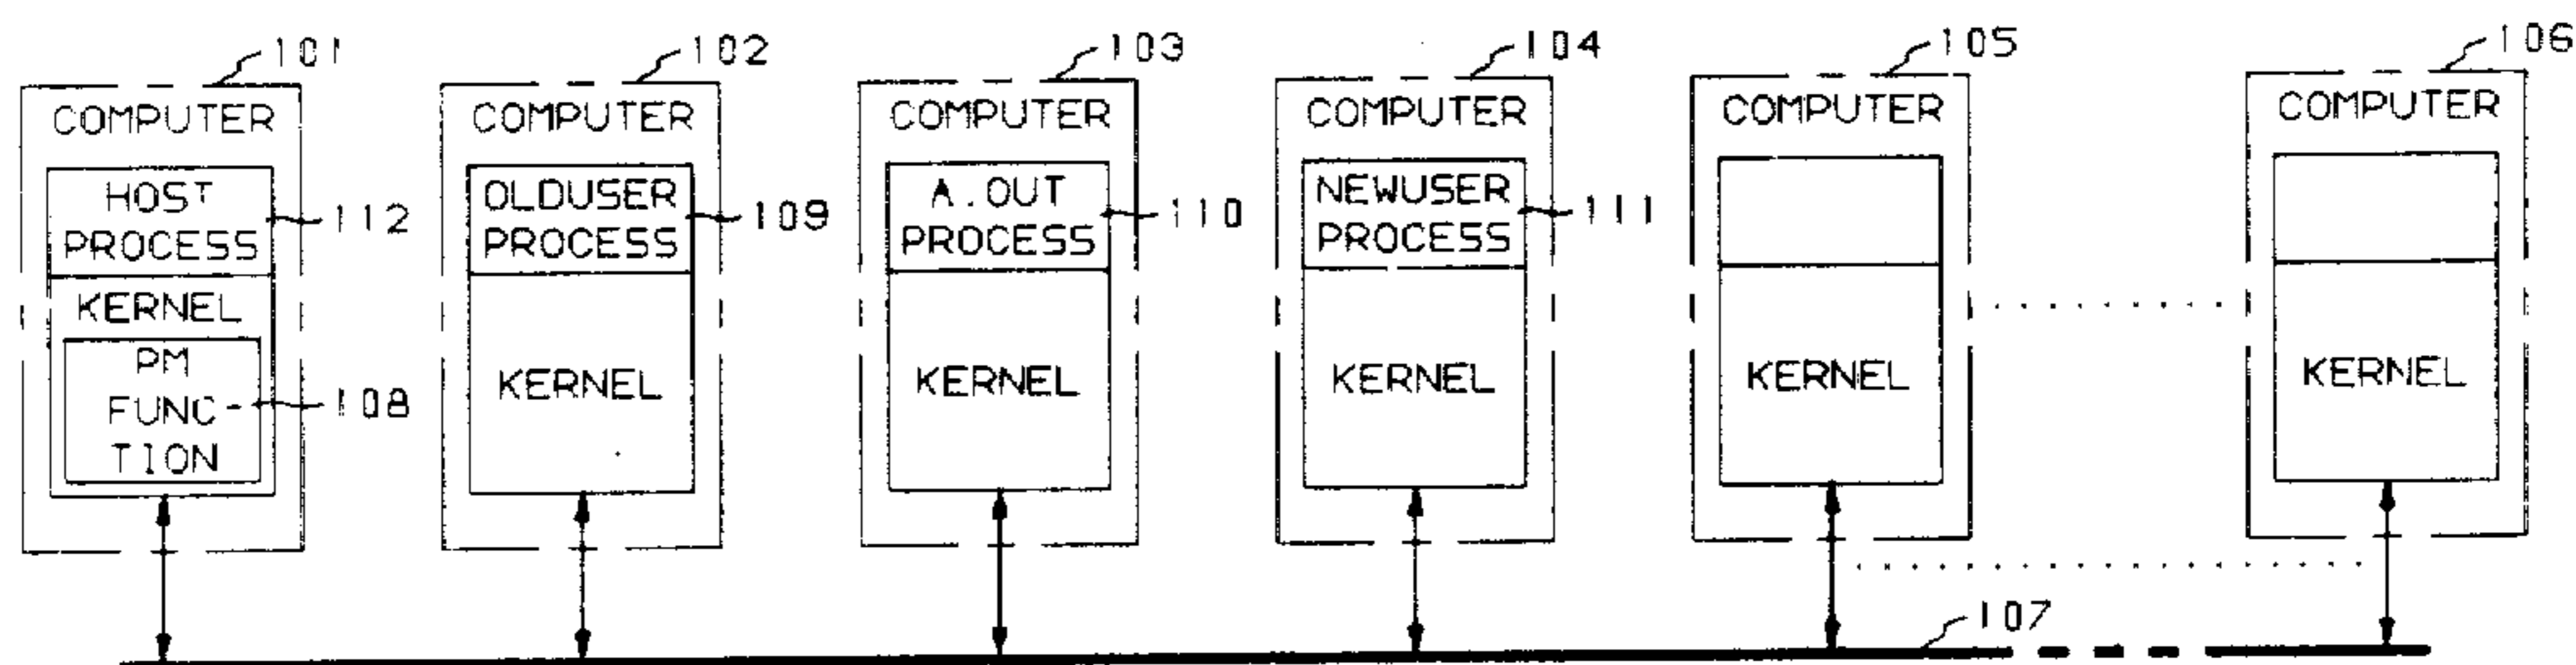 101
102
103
104
105
106
COMPUTER
COMPUTER
COMPUTER
COMPUTER
COMPUTER
COMPUTER
HOST
PROCESS
112
OLDUSER
PROCESS
109
A.OUT
PROCESS
110
NEWUSER
PROCESS
111
KERNEL
PM
FUNC-
TION
108
KERNEL
KERNEL
KERNEL
KERNEL
KERNEL
107